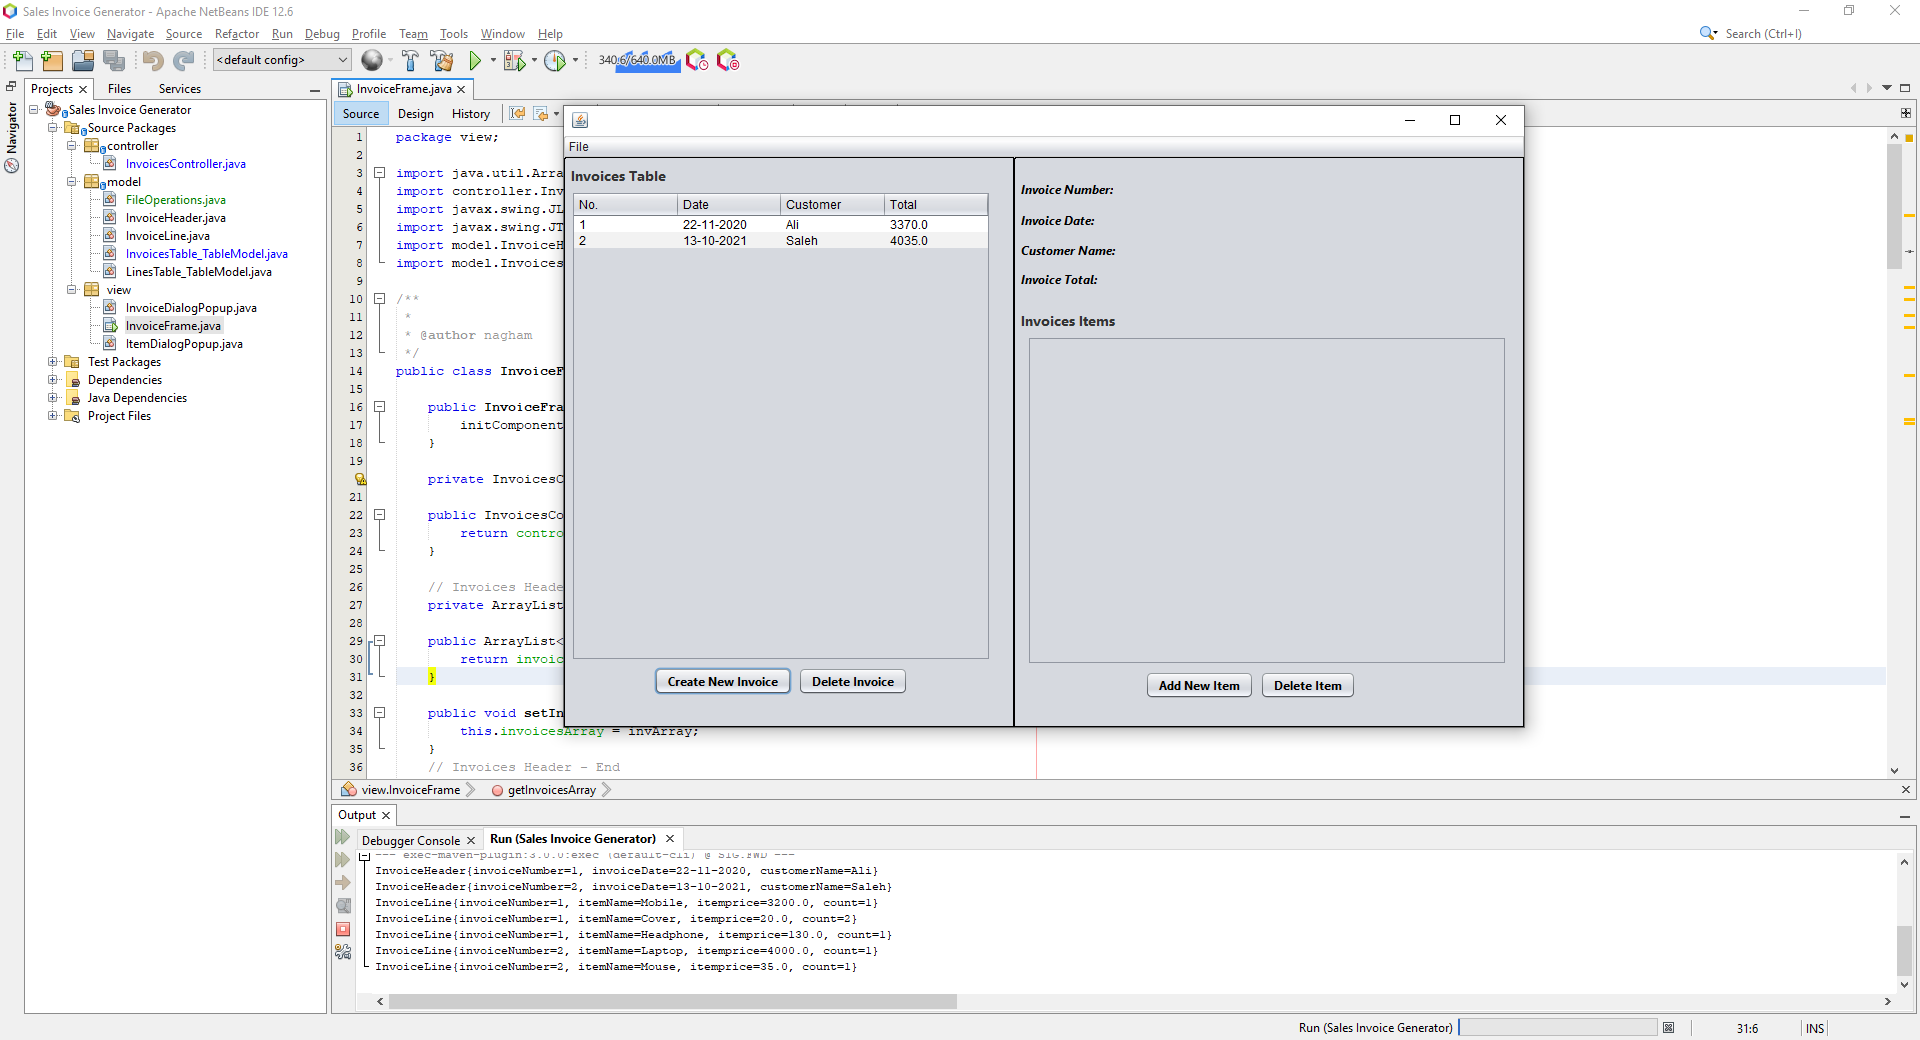 Sales Invoice Generator - Apache NetBeans IDE 12.6
File Edit View Navigate Source Refactor Run Debug Profile Team Tools Window Help
Search (Ctrl+I)
<default config>
340.6/640.0MB
Projects Files Services
Navigator
Sales Invoice Generator
Source Packages
controller
InvoicesController.java
model
FileOperations.java
InvoiceHeader.java
InvoiceLine.java
InvoicesTable_TableModel.java
LinesTable_TableModel.java
view
InvoiceDialogPopup.java
InvoiceFrame.java
ItemDialogPopup.java
Test Packages
Dependencies
Java Dependencies
Project Files
InvoiceFrame.java
Source Design History
1 package view;
2
3 import java.util.Arra
4 import controller.Inv
5 import javax.swing.JL
6 import javax.swing.JT
7 import model.InvoiceH
8 import model.Invoices
9
10 /**
11 *
12 * @author nagham
13 */
14 public class InvoiceF
15
16 public InvoiceFra
17 initComponent
18 }
19
private InvoicesC
21
22 public InvoicesCo
23 return contro
24 }
25
26 // Invoices Heade
27 private ArrayList
28
29 public ArrayList<
30 return invoic
31 }
32
33 public void setIn
34 this.invoicesArray = invArray;
35 }
36 // Invoices Header - End
File
Invoices Table
No. Date Customer Total
1 22-11-2020 Ali 3370.0
2 13-10-2021 Saleh 4035.0
Create New Invoice Delete Invoice
Invoice Number:
Invoice Date:
Customer Name:
Invoice Total:
Invoices Items
Add New Item Delete Item
view.InvoiceFrame getInvoicesArray
Output
Debugger Console Run (Sales Invoice Generator)
--- exec-maven-plugin:3.0.0:exec (default-cli) @ SIG.FWD ---
InvoiceHeader{invoiceNumber=1, invoiceDate=22-11-2020, customerName=Ali}
InvoiceHeader{invoiceNumber=2, invoiceDate=13-10-2021, customerName=Saleh}
InvoiceLine{invoiceNumber=1, itemName=Mobile, itemprice=3200.0, count=1}
InvoiceLine{invoiceNumber=1, itemName=Cover, itemprice=20.0, count=2}
InvoiceLine{invoiceNumber=1, itemName=Headphone, itemprice=130.0, count=1}
InvoiceLine{invoiceNumber=2, itemName=Laptop, itemprice=4000.0, count=1}
InvoiceLine{invoiceNumber=2, itemName=Mouse, itemprice=35.0, count=1}
Run (Sales Invoice Generator) 31:6 INS